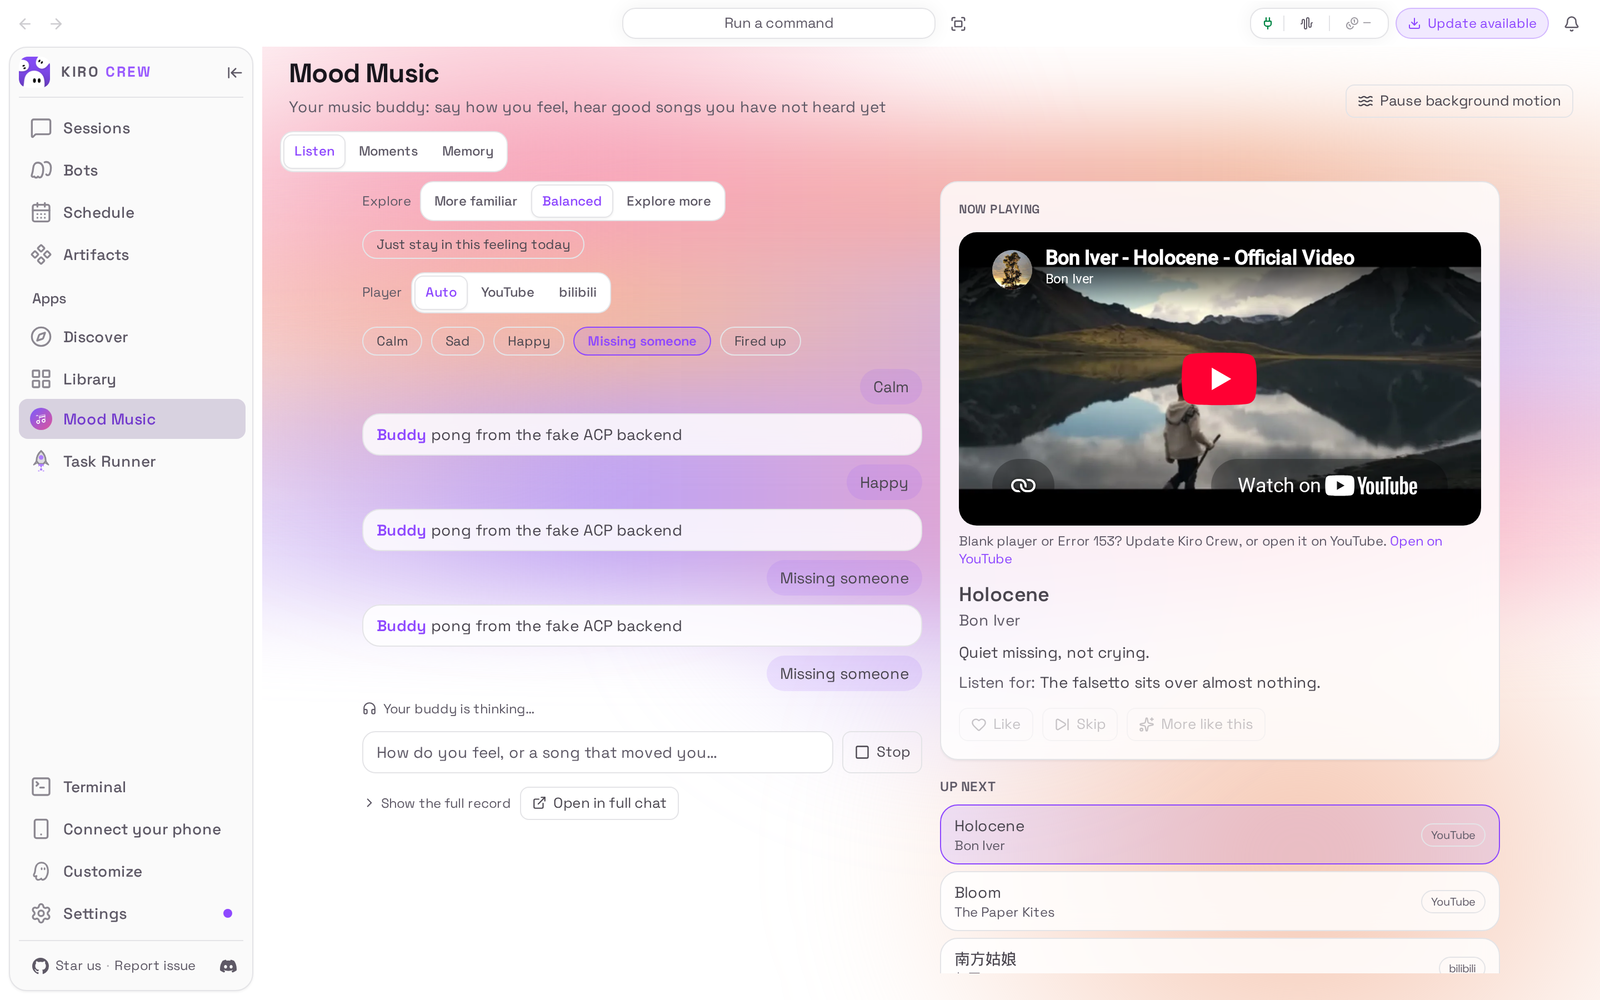 Run a command
Update available
KIRO CREW
Sessions
Bots
Schedule
Artifacts
Apps
Discover
Library
Mood Music
Task Runner
Terminal
Connect your phone
Customize
Settings
Star us · Report issue
Mood Music
Your music buddy: say how you feel, hear good songs you have not heard yet
Pause background motion
Listen Moments Memory
Explore More familiar Balanced Explore more
Just stay in this feeling today
Player Auto YouTube bilibili
Calm Sad Happy Missing someone Fired up
Calm
Buddy pong from the fake ACP backend
Happy
Buddy pong from the fake ACP backend
Missing someone
Buddy pong from the fake ACP backend
Missing someone
Your buddy is thinking...
How do you feel, or a song that moved you...
Stop
Show the full record
Open in full chat
NOW PLAYING
Bon Iver - Holocene - Official Video
Bon Iver
Watch on YouTube
Blank player or Error 153? Update Kiro Crew, or open it on YouTube. Open on
YouTube
Holocene
Bon Iver
Quiet missing, not crying.
Listen for: The falsetto sits over almost nothing.
Like
Skip
More like this
UP NEXT
Holocene
Bon Iver
YouTube
Bloom
The Paper Kites
YouTube
南方姑娘
bilibili